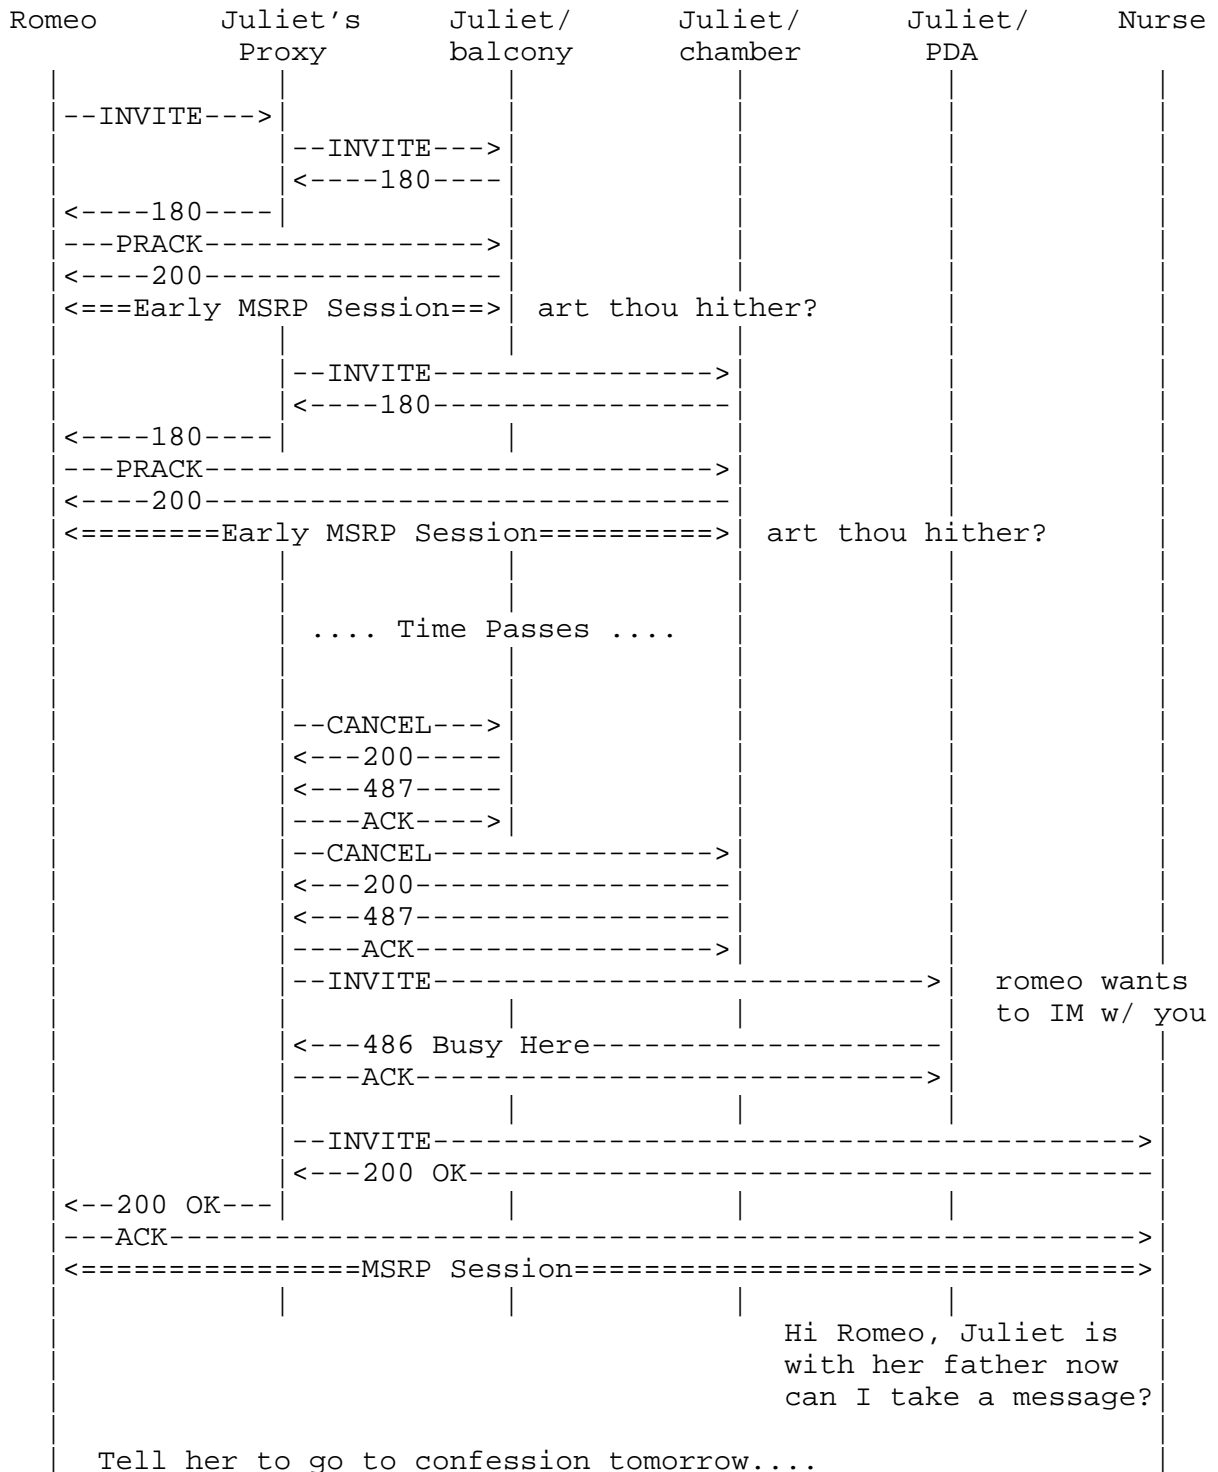 Romeo       Juliet's     Juliet/       Juliet/       Juliet/     Nurse
             Proxy       balcony       chamber        PDA
  |             |            |             |           |           |
  |--INVITE--->|             |             |           |           |
  |             |--INVITE--->|             |           |           |
  |             |<----180----|             |           |           |
  |<----180----|             |             |           |           |
  |---PRACK---------------->|             |           |           |
  |<----200-----------------|             |           |           |
  |<===Early MSRP Session==>| art thou hither?       |           |
  |             |            |             |           |           |
  |             |--INVITE---------------->|           |           |
  |             |<----180-----------------|           |           |
  |<----180----|             |             |           |           |
  |---PRACK----------------------------->|           |           |
  |<----200------------------------------|           |           |
  |<========Early MSRP Session==========>| art thou hither?       |
  |             |            |             |           |           |
  |             |            |             |           |           |
  |             | .... Time Passes ....    |           |           |
  |             |            |             |           |           |
  |             |            |             |           |           |
  |             |--CANCEL--->|             |           |           |
  |             |<---200-----|             |           |           |
  |             |<---487-----|             |           |           |
  |             |----ACK---->|             |           |           |
  |             |--CANCEL---------------->|           |           |
  |             |<---200------------------|           |           |
  |             |<---487------------------|           |           |
  |             |----ACK----------------->|           |           |
  |             |--INVITE---------------------------->|  romeo wants
  |             |            |             |           |  to IM w/ you
  |             |<---486 Busy Here--------------------|           |
  |             |----ACK----------------------------->|           |
  |             |            |             |           |           |
  |             |--INVITE---------------------------------------->|
  |             |<---200 OK---------------------------------------|
  |<--200 OK---|             |             |           |           |
  |---ACK------------------------------------------------------->|
  |<================MSRP Session================================>|
  |             |            |             |           |           |
  |                                          Hi Romeo, Juliet is   |
  |                                          with her father now   |
  |                                          can I take a message?|
  |                                                                |
  |  Tell her to go to confession tomorrow....                     |